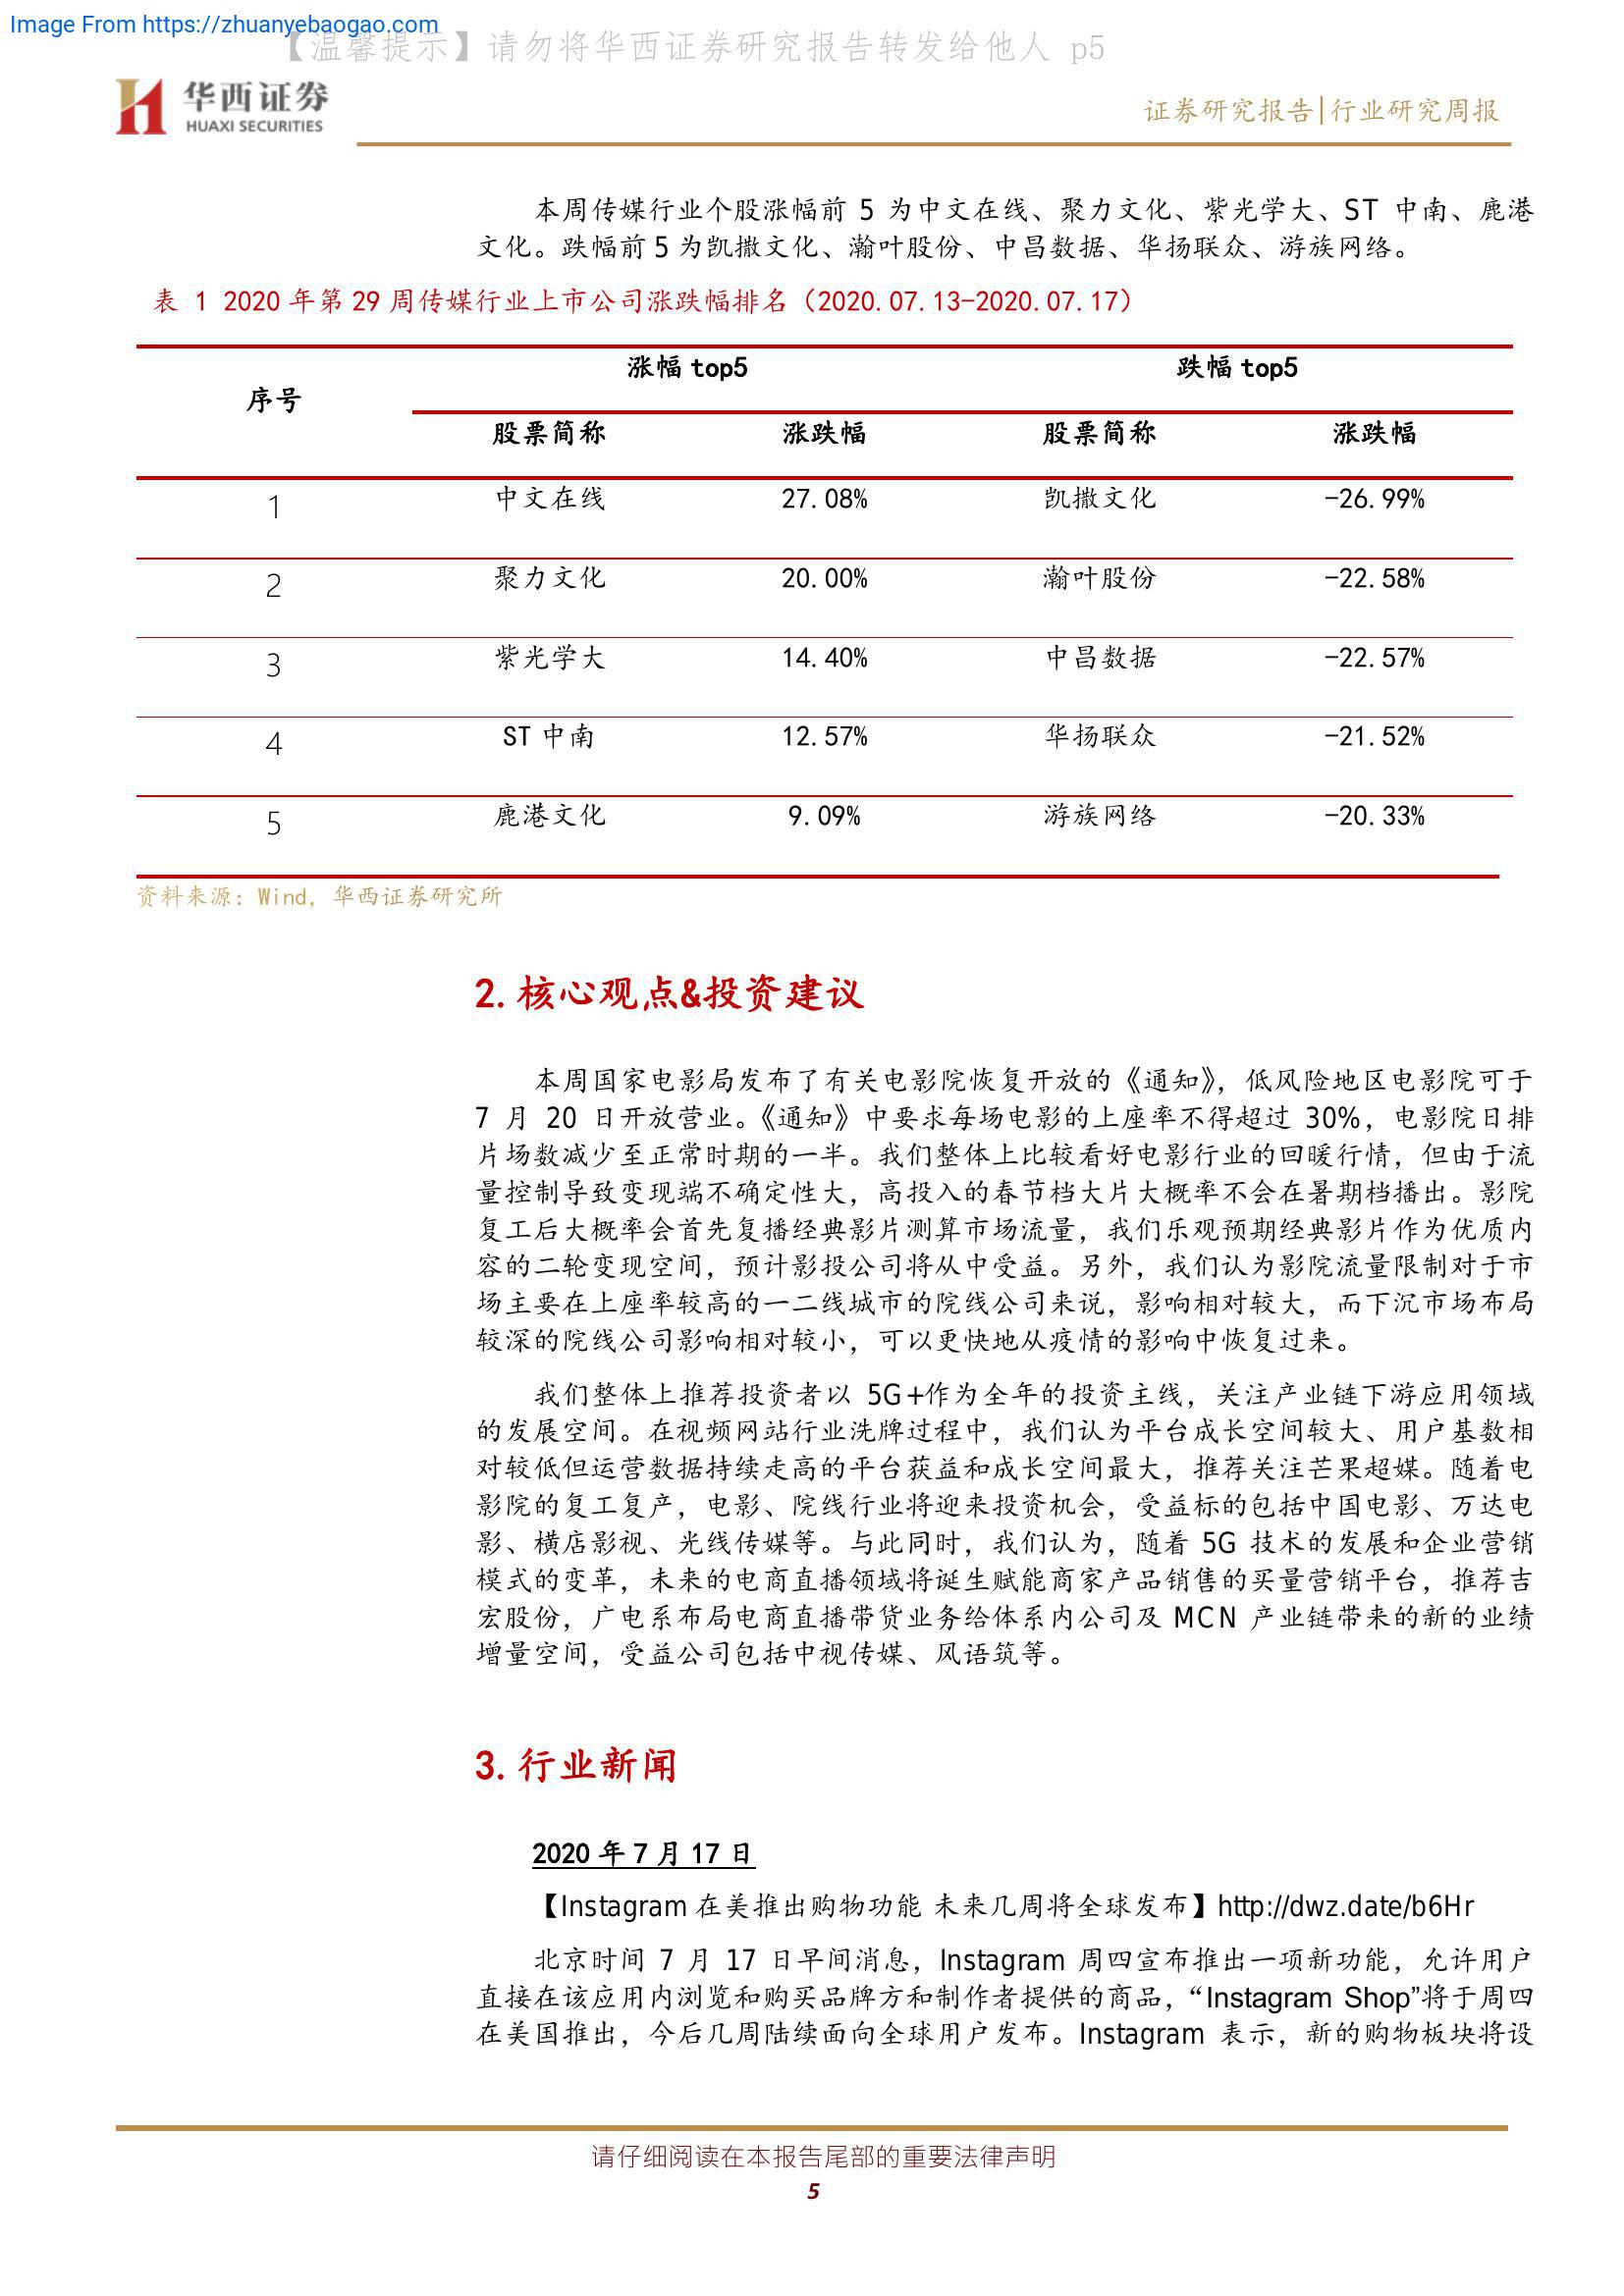 Image From https://zhuanyebaogao.com
【温馨提示】请勿将华西证券研究报告转发给他人 p5
华西证券
HUAXI SECURITIES
证券研究报告|行业研究周报
本周传媒行业个股涨幅前 5 为中文在线、聚力文化、紫光学大、ST 中南、鹿港
文化。跌幅前 5 为凯撒文化、瀚叶股份、中昌数据、华扬联众、游族网络。
表 1 2020 年第 29 周传媒行业上市公司涨跌幅排名（2020.07.13-2020.07.17）
序号 涨幅 top5 跌幅 top5
股票简称 涨跌幅 股票简称 涨跌幅
1 中文在线 27.08% 凯撒文化 -26.99%
2 聚力文化 20.00% 瀚叶股份 -22.58%
3 紫光学大 14.40% 中昌数据 -22.57%
4 ST 中南 12.57% 华扬联众 -21.52%
5 鹿港文化 9.09% 游族网络 -20.33%
资料来源：Wind，华西证券研究所
2. 核心观点&投资建议
本周国家电影局发布了有关电影院恢复开放的《通知》，低风险地区电影院可于
7 月 20 日开放营业。《通知》中要求每场电影的上座率不得超过 30%，电影院日排
片场数减少至正常时期的一半。我们整体上比较看好电影行业的回暖行情，但由于流
量控制导致变现端不确定性大，高投入的春节档大片大概率不会在暑期档播出。影院
复工后大概率会首先复播经典影片测算市场流量，我们乐观预期经典影片作为优质内
容的二轮变现空间，预计影投公司将从中受益。另外，我们认为影院流量限制对于市
场主要在上座率较高的一二线城市的院线公司来说，影响相对较大，而下沉市场布局
较深的院线公司影响相对较小，可以更快地从疫情的影响中恢复过来。
我们整体上推荐投资者以 5G+作为全年的投资主线，关注产业链下游应用领域
的发展空间。在视频网站行业洗牌过程中，我们认为平台成长空间较大、用户基数相
对较低但运营数据持续走高的平台获益和成长空间最大，推荐关注芒果超媒。随着电
影院的复工复产，电影、院线行业将迎来投资机会，受益标的包括中国电影、万达电
影、横店影视、光线传媒等。与此同时，我们认为，随着 5G 技术的发展和企业营销
模式的变革，未来的电商直播领域将诞生赋能商家产品销售的买量营销平台，推荐吉
宏股份，广电系布局电商直播带货业务给体系内公司及 MCN 产业链带来的新的业绩
增量空间，受益公司包括中视传媒、风语筑等。
3. 行业新闻
2020 年 7 月 17 日
【Instagram 在美推出购物功能 未来几周将全球发布】http://dwz.date/b6Hr
北京时间 7 月 17 日早间消息，Instagram 周四宣布推出一项新功能，允许用户
直接在该应用内浏览和购买品牌方和制作者提供的商品，“Instagram Shop”将于周四
在美国推出，今后几周陆续面向全球用户发布。Instagram 表示，新的购物板块将设
请仔细阅读在本报告尾部的重要法律声明
5